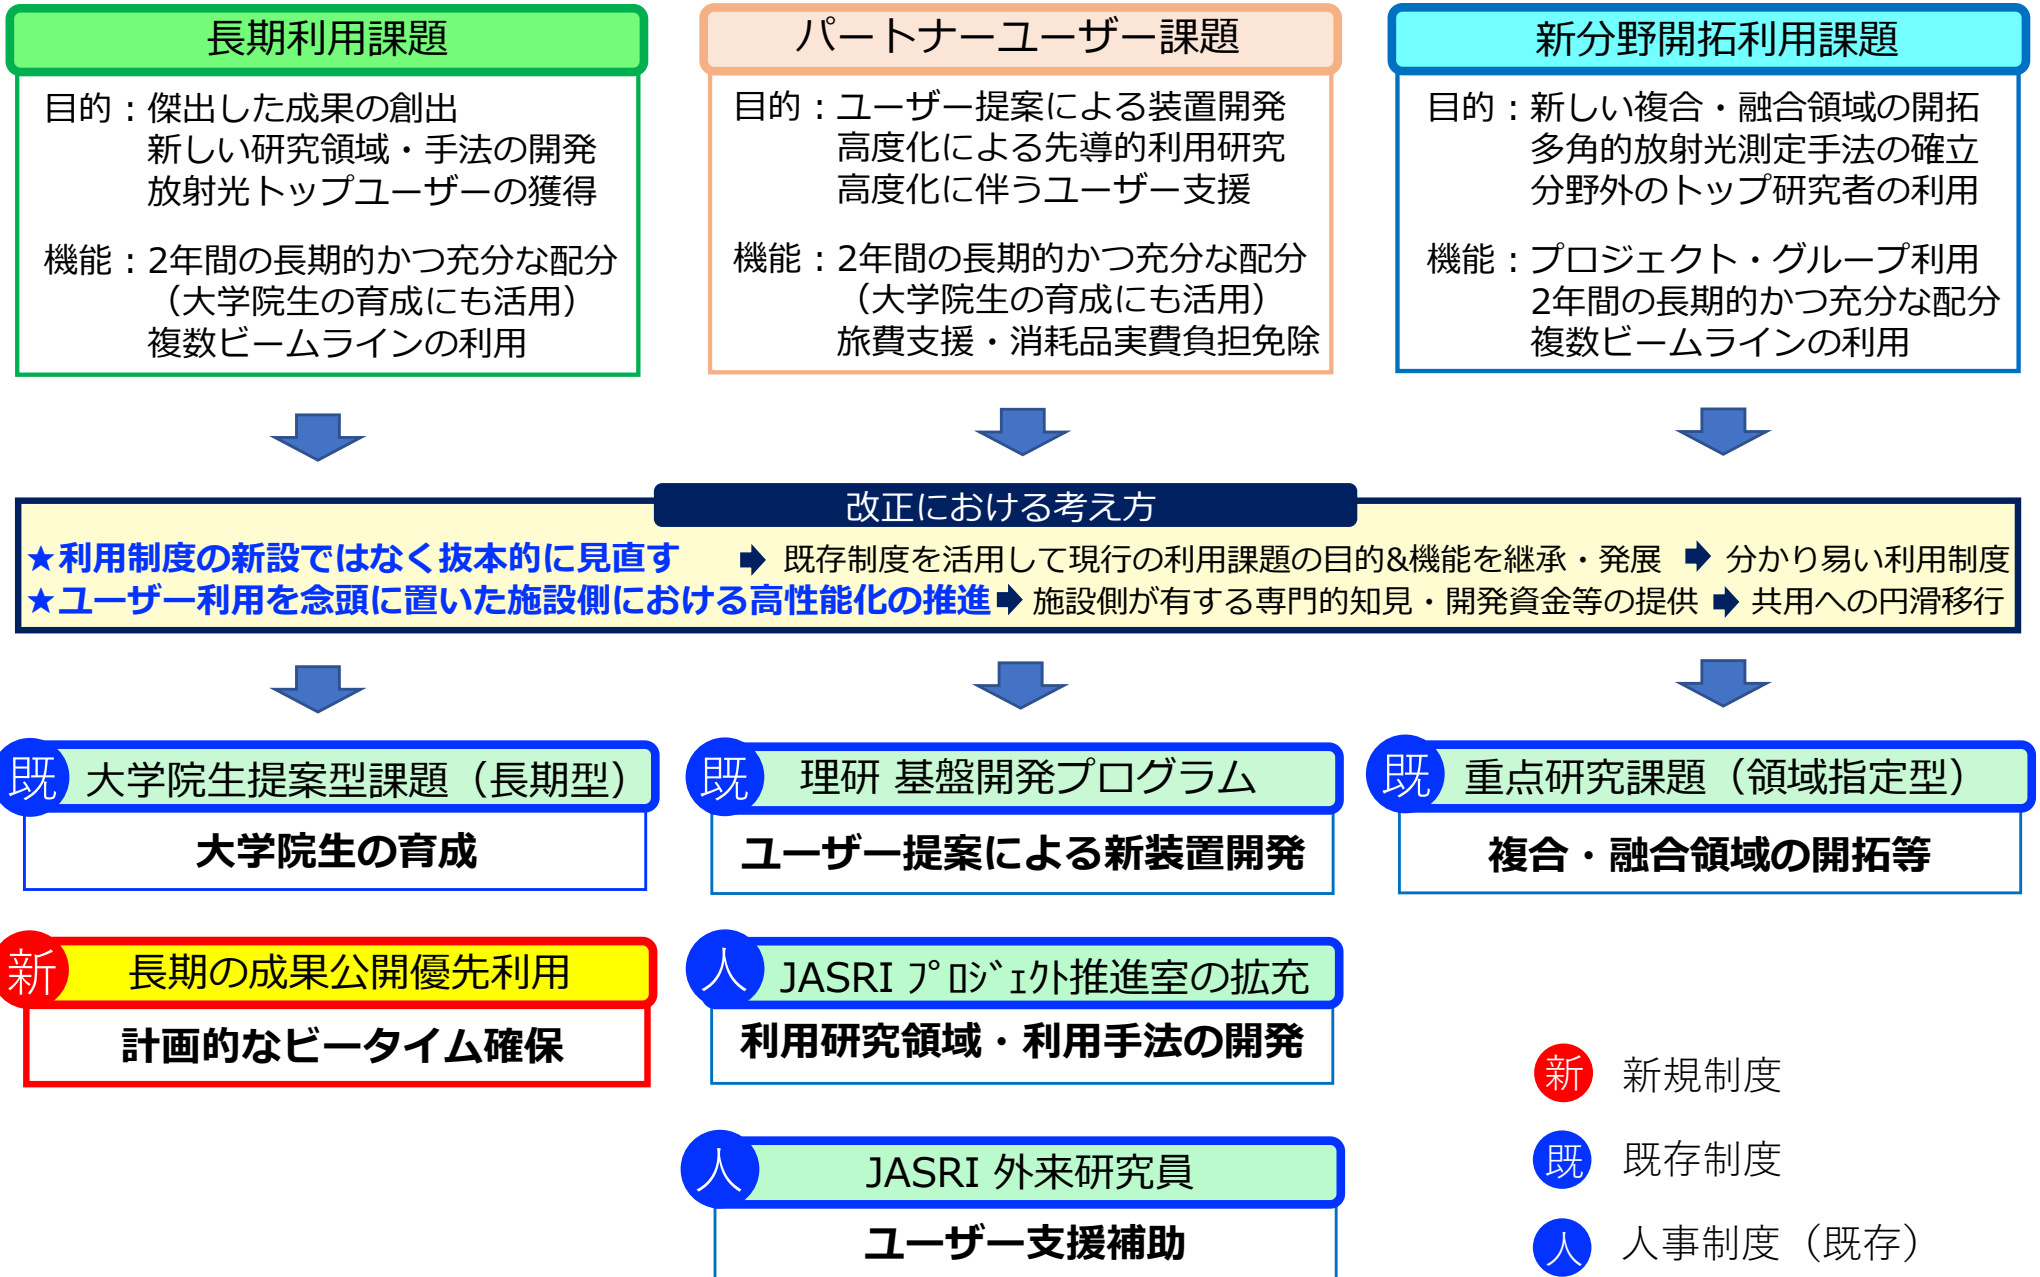 長期利用課題
目的：傑出した成果の創出
新しい研究領域・手法の開発
放射光トップユーザーの獲得
機能：2年間の長期的かつ充分な配分
（大学院生の育成にも活用）
複数ビームラインの利用
パートナーユーザー課題
目的：ユーザー提案による装置開発
高度化による先導的利用研究
高度化に伴うユーザー支援
機能：2年間の長期的かつ充分な配分
（大学院生の育成にも活用）
旅費支援・消耗品実費負担免除
新分野開拓利用課題
目的：新しい複合・融合領域の開拓
多角的放射光測定手法の確立
分野外のトップ研究者の利用
機能：プロジェクト・グループ利用
2年間の長期的かつ充分な配分
複数ビームラインの利用
改正における考え方
★利用制度の新設ではなく抜本的に見直す 既存制度を活用して現行の利用課題の目的&機能を継承・発展 分かり易い利用制度
★ユーザー利用を念頭に置いた施設側における高性能化の推進 施設側が有する専門的知見・開発資金等の提供 共用への円滑移行
既 大学院生提案型課題（長期型）
大学院生の育成
新 長期の成果公開優先利用
計画的なビータイム確保
既 理研 基盤開発プログラム
ユーザー提案による新装置開発
人 JASRI ﾌﾟﾛｼﾞｪｸﾄ推進室の拡充
利用研究領域・利用手法の開発
人 JASRI 外来研究員
ユーザー支援補助
既 重点研究課題（領域指定型）
複合・融合領域の開拓等
新 新規制度
既 既存制度
人 人事制度（既存）